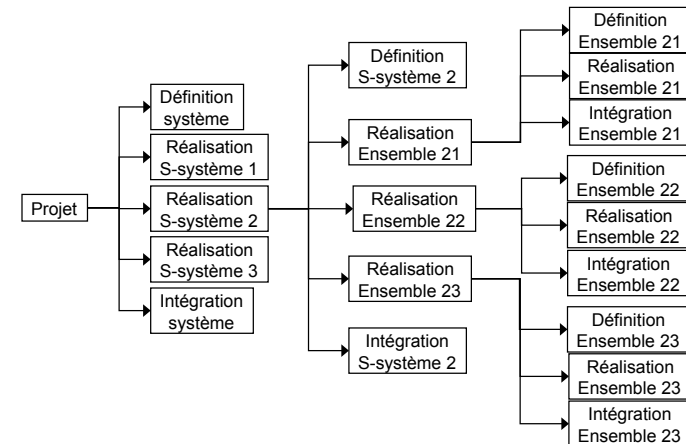 Projet
Définition
système
Réalisation
S-système 1
Réalisation
S-système 2
Réalisation
S-système 3
Intégration
système
Définition
S-système 2
Réalisation
Ensemble 21
Réalisation
Ensemble 22
Réalisation
Ensemble 23
Intégration
S-système 2
Définition
Ensemble 21
Réalisation
Ensemble 21
Intégration
Ensemble 21
Définition
Ensemble 22
Réalisation
Ensemble 22
Intégration
Ensemble 22
Définition
Ensemble 23
Réalisation
Ensemble 23
Intégration
Ensemble 23